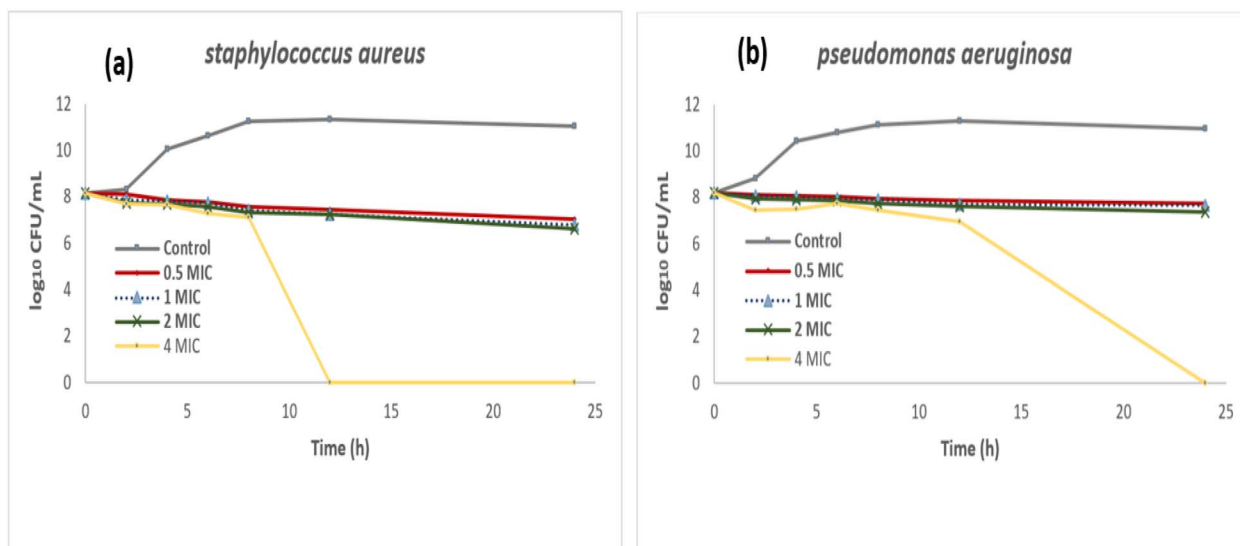 (a)
staphylococcus aureus
12
10
8
6
4
2
0
log₁₀ CFU/mL
Control
0.5 MIC
1 MIC
2 MIC
4 MIC
0 5 10 15 20 25
Time (h)
(b)
pseudomonas aeruginosa
12
10
8
6
4
2
0
log₁₀ CFU/mL
Control
0.5 MIC
1 MIC
2 MIC
4 MIC
0 5 10 15 20 25
Time (h)